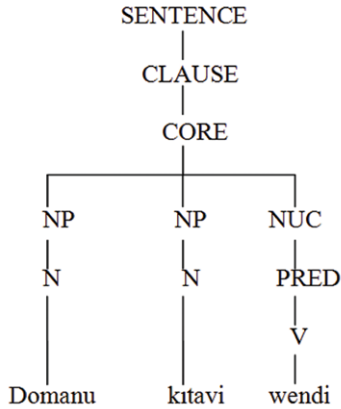 SENTENCE
CLAUSE
CORE
NP NP NUC
N N PRED
V
Domanu kıtavi wendi